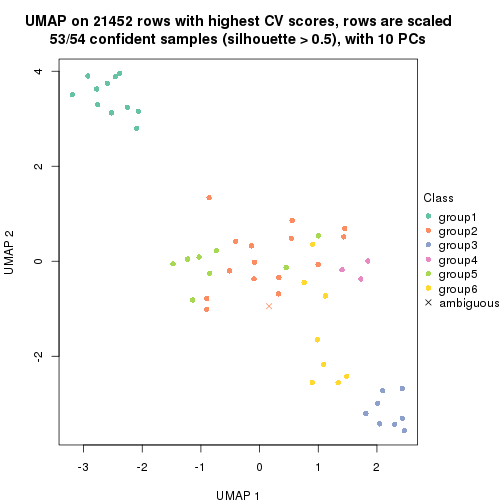 UMAP on 21452 rows with highest CV scores, rows are scaled
53/54 confident samples (silhouette > 0.5), with 10 PCs
4
2
0
-2
UMAP 2
-3
-2
-1
0
1
2
UMAP 1
Class
group1
group2
group3
group4
group5
group6
ambiguous